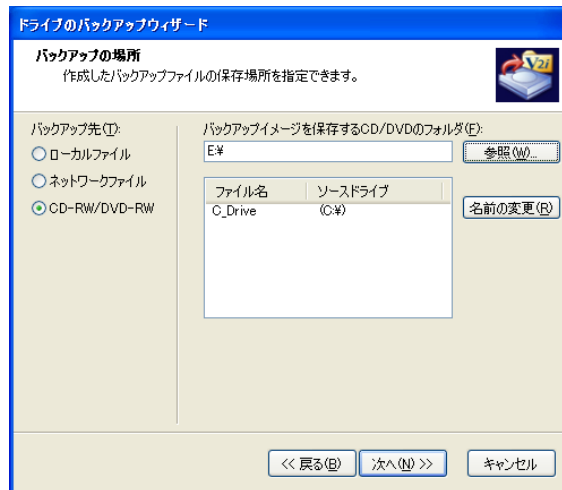 ドライブのバックアップウィザード
バックアップの場所
作成したバックアップファイルの保存場所を指定できます。
V2i
バックアップ先(T):
ローカルファイル
ネットワークファイル
CD-RW/DVD-RW
バックアップイメージを保存するCD/DVDのフォルダ(F):
E:¥
参照(W)...
ファイル名 ソースドライブ
C_Drive (C:¥)
名前の変更(R)
<< 戻る(B) 次へ(N) >> キャンセル